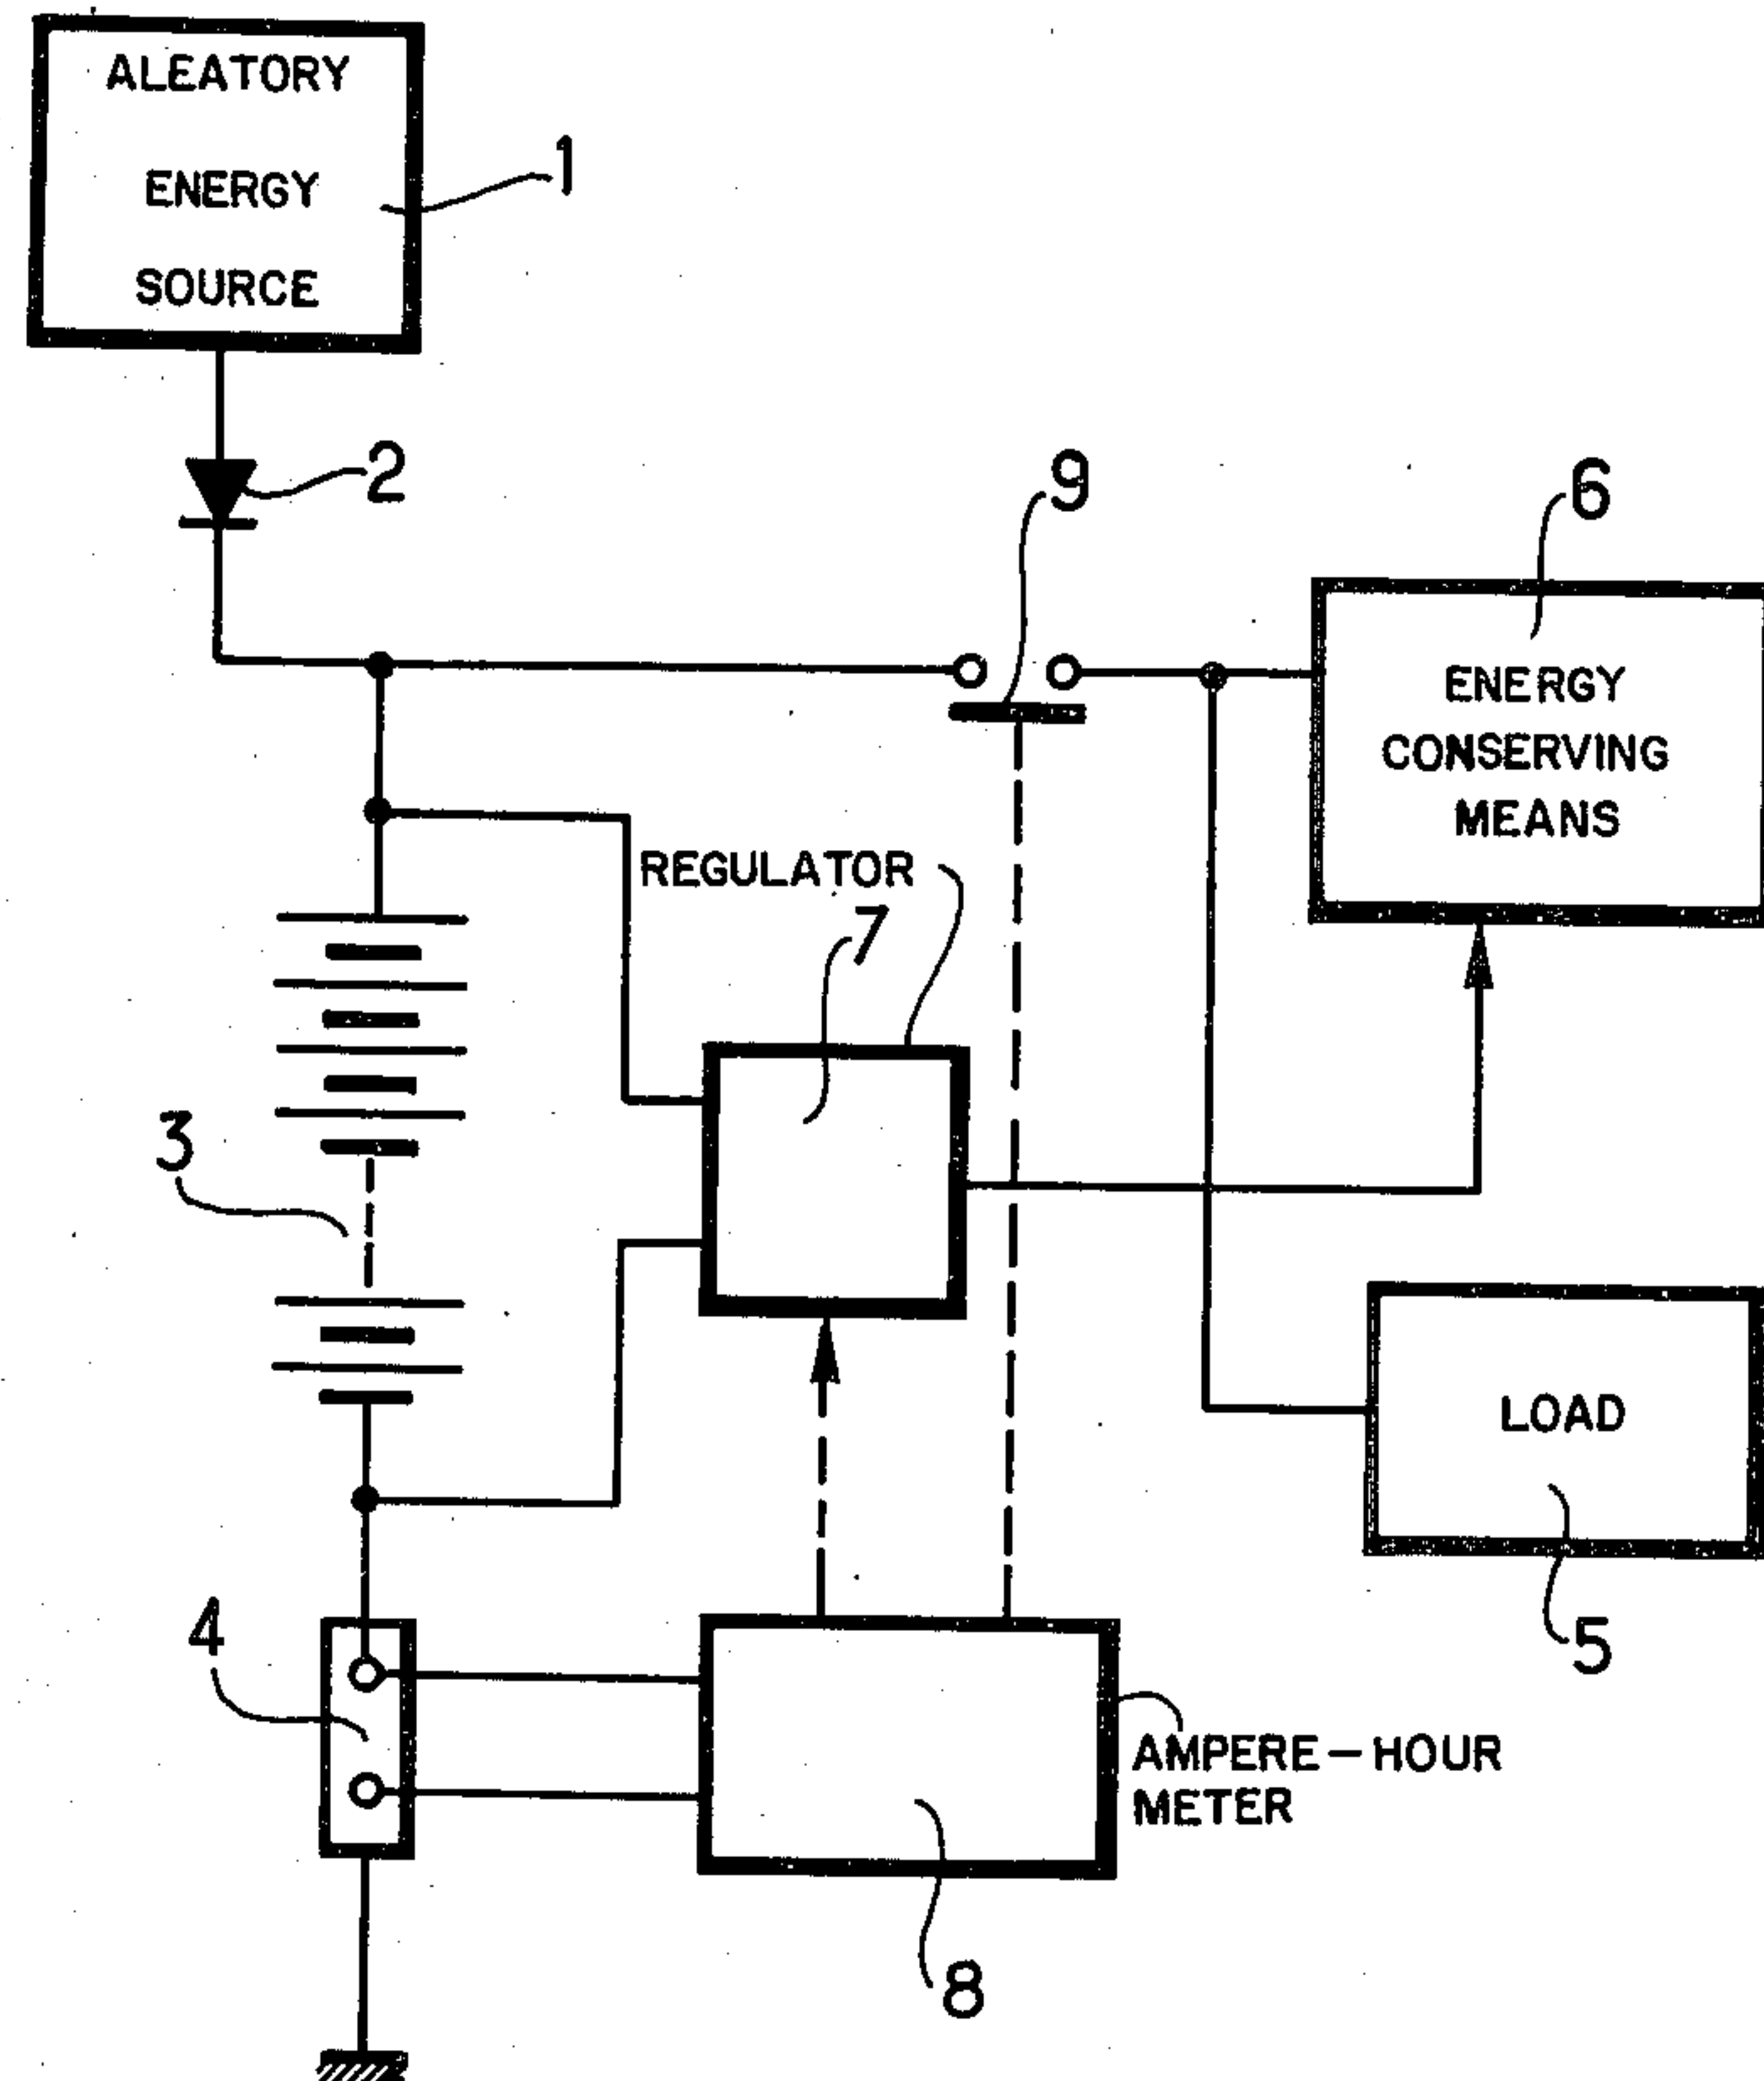 ALEATORY
ENERGY
SOURCE
1
2
9
6
ENERGY
CONSERVING
MEANS
REGULATOR
7
3
LOAD
5
4
AMPERE-HOUR
METER
8